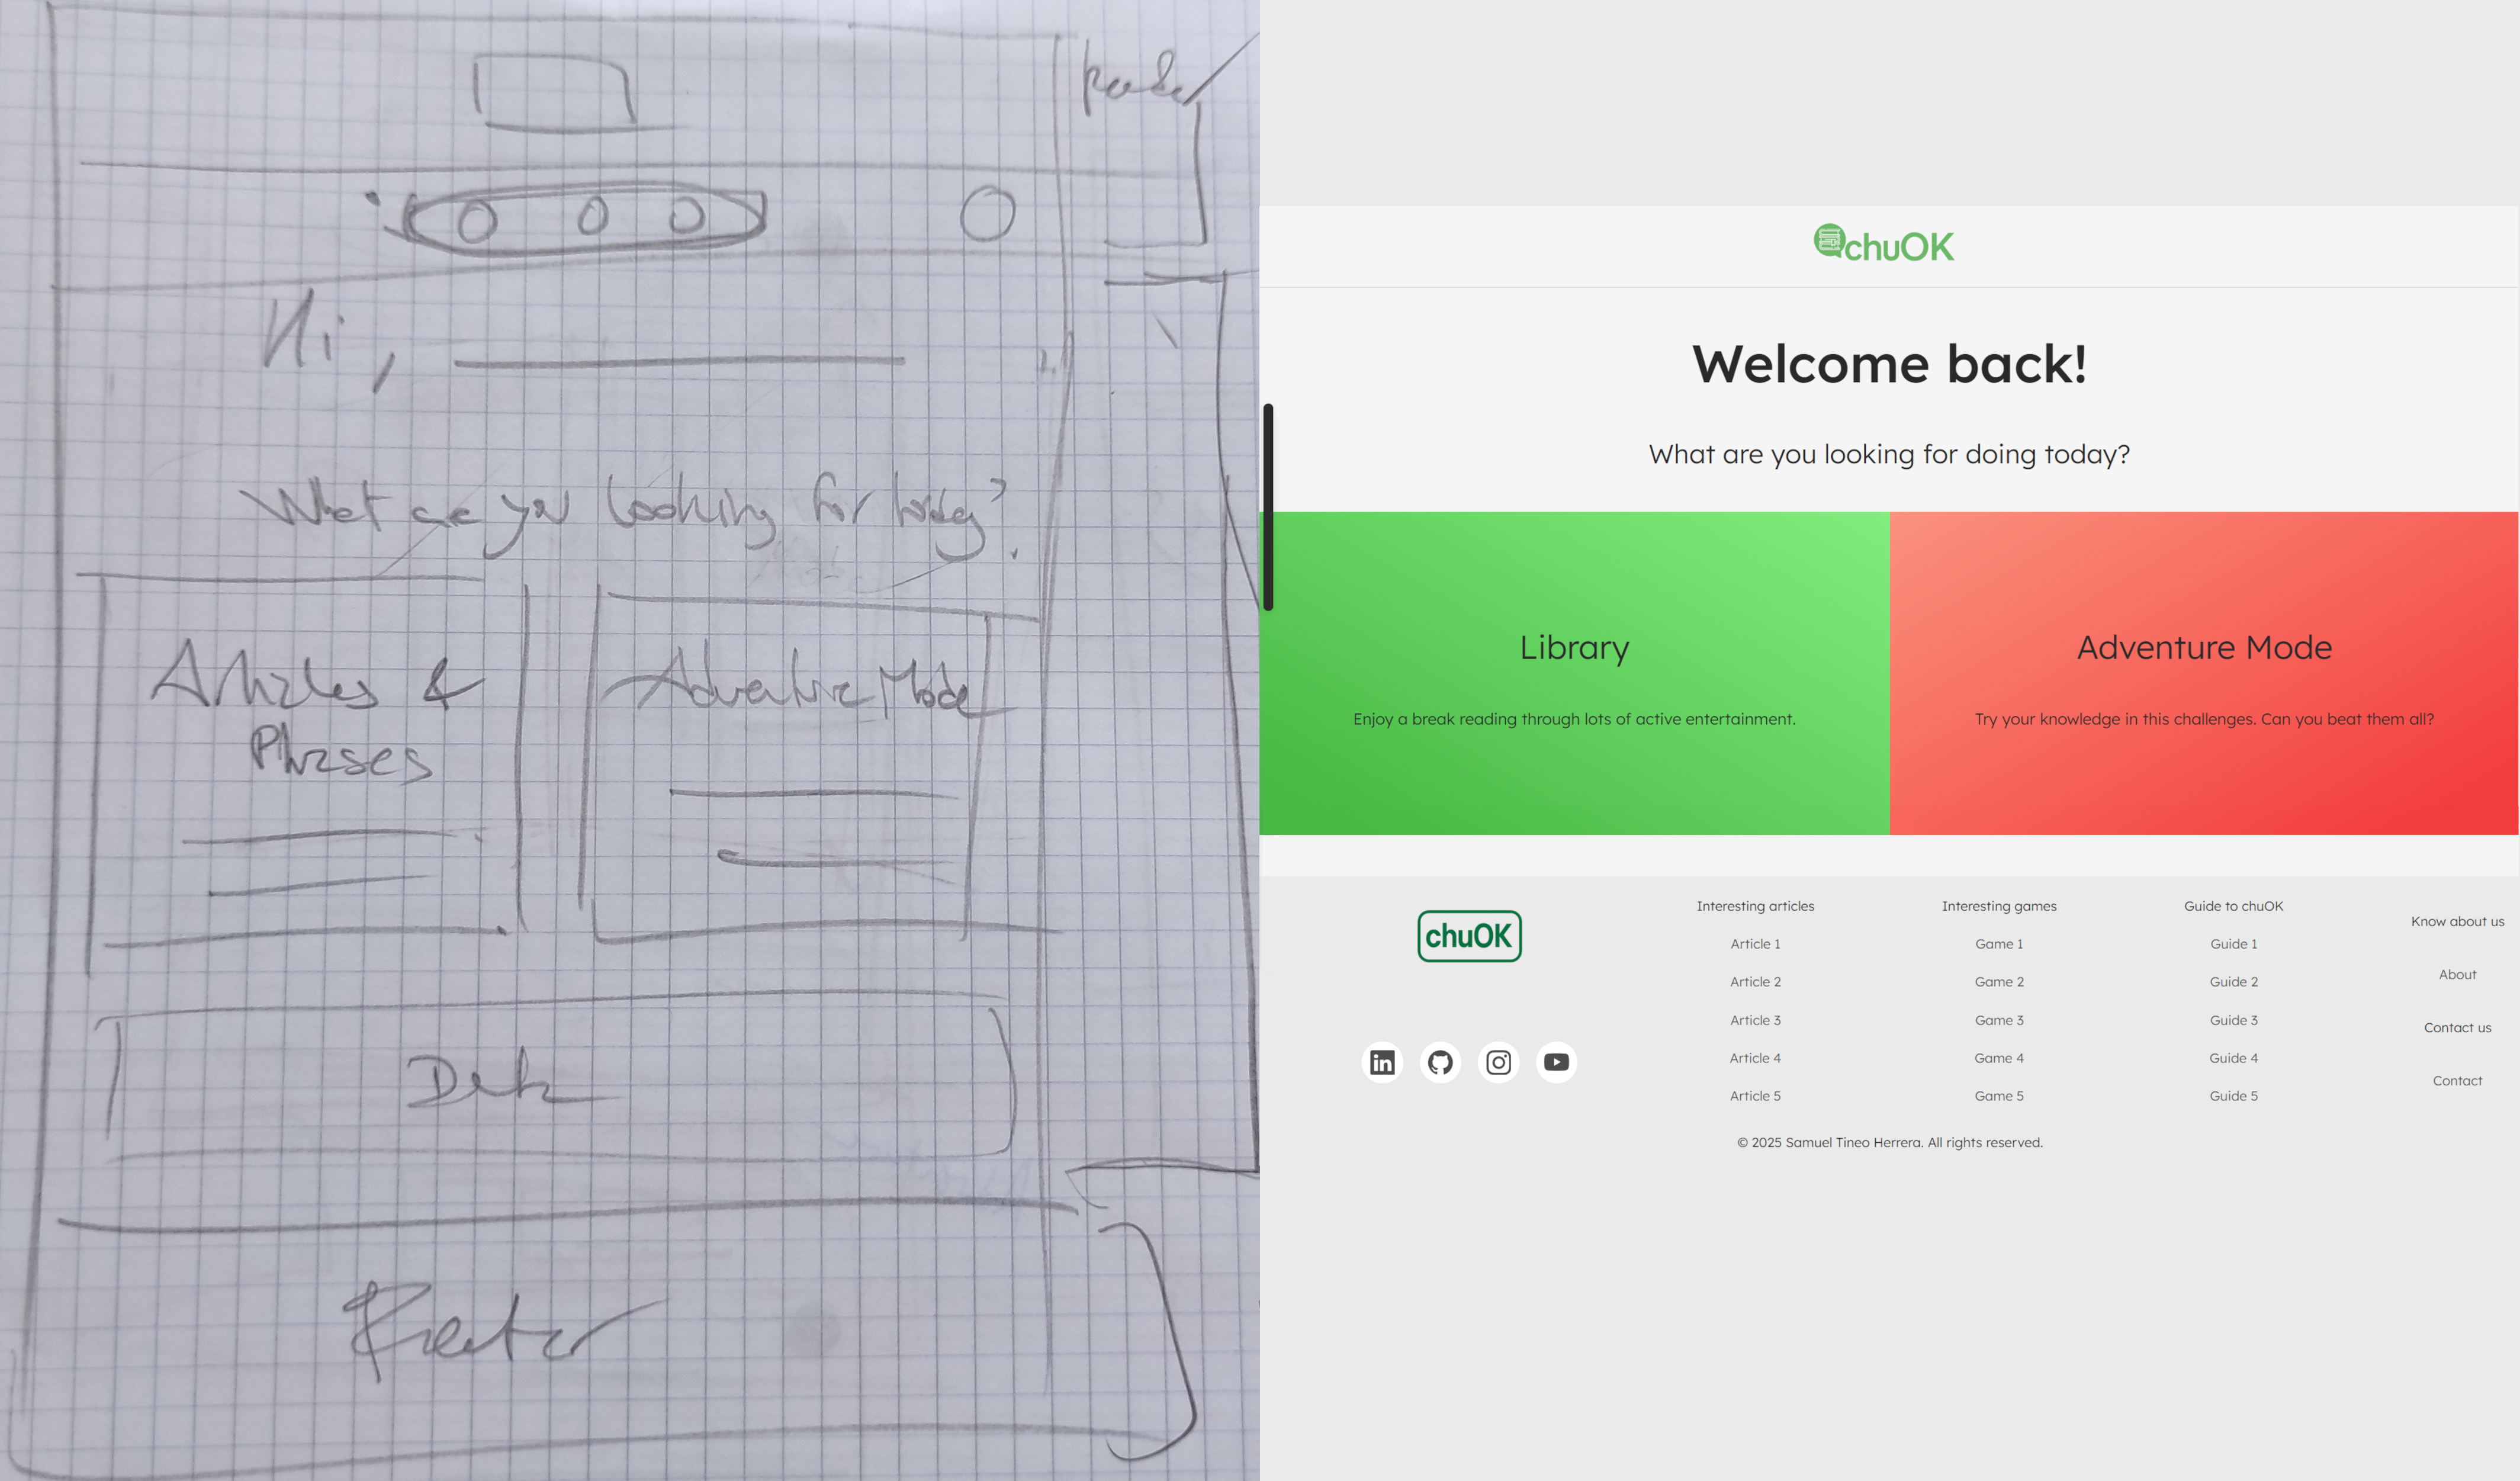 header
Hi,
What are you looking for today?
Articles &
Phrases
Adventure Mode
Footer
chuOK
Welcome back!
What are you looking for doing today?
Library
Enjoy a break reading through lots of active entertainment.
Adventure Mode
Try your knowledge in this challenges. Can you beat them all?
chuOK
Interesting articles
Article 1
Article 2
Article 3
Article 4
Article 5
Interesting games
Game 1
Game 2
Game 3
Game 4
Game 5
Guide to chuOK
Guide 1
Guide 2
Guide 3
Guide 4
Guide 5
Know about us
About
Contact us
Contact
in
© 2025 Samuel Tineo Herrera. All rights reserved.